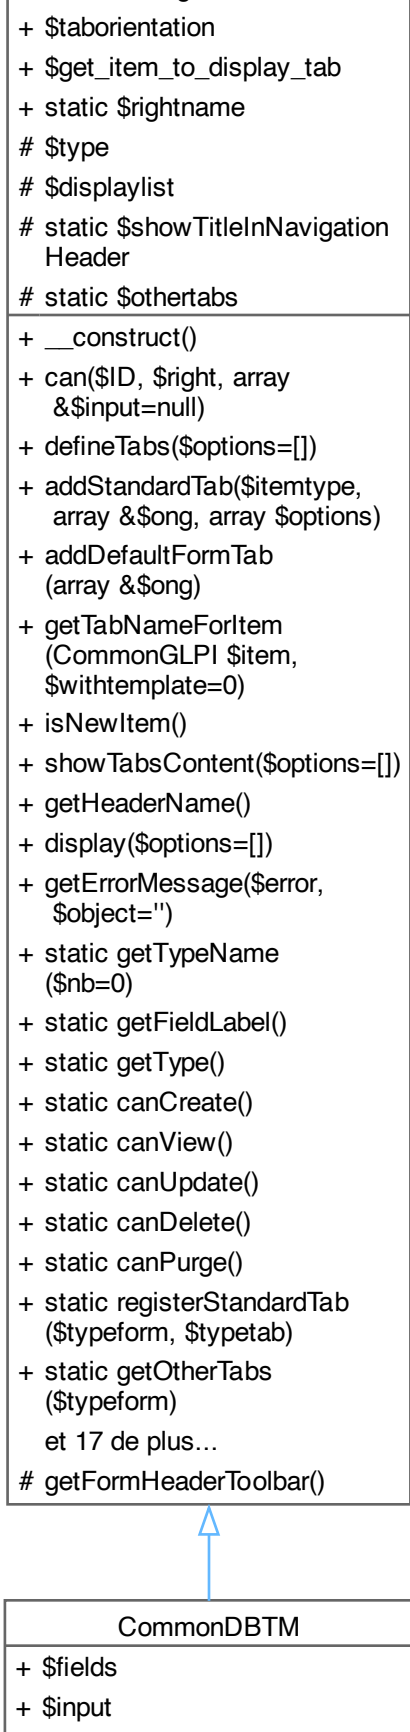 + $taborientation
+ $get_item_to_display_tab
+ static $rightname
# $type
# $displaylist
# static $showTitleInNavigation
Header
# static $othertabs
+ __construct()
+ can($ID, $right, array
&$input=null)
+ defineTabs($options=[])
+ addStandardTab($itemtype,
array &$ong, array $options)
+ addDefaultFormTab
(array &$ong)
+ getTabNameForItem
(CommonGLPI $item,
$withtemplate=0)
+ isNewItem()
+ showTabsContent($options=[])
+ getHeaderName()
+ display($options=[])
+ getErrorMessage($error,
$object='')
+ static getTypeName
($nb=0)
+ static getFieldLabel()
+ static getType()
+ static canCreate()
+ static canView()
+ static canUpdate()
+ static canDelete()
+ static canPurge()
+ static registerStandardTab
($typeform, $typetab)
+ static getOtherTabs
($typeform)
et 17 de plus...
# getFormHeaderToolbar()
CommonDBTM
+ $fields
+ $input